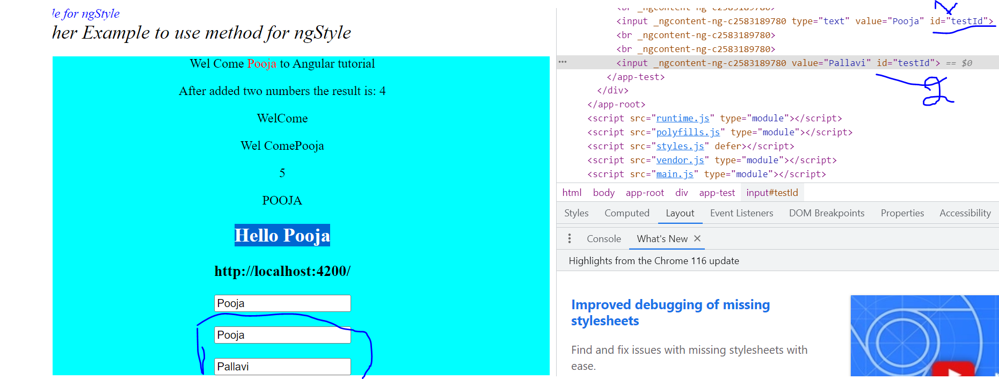 le for ngStyle
her Example to use method for ngStyle
Wel Come Pooja to Angular tutorial
After added two numbers the result is: 4
WelCome
Wel ComePooja
5
POOJA
Hello Pooja
http://localhost:4200/
Pooja
Pooja
Pallavi
<br _ngcontent-ng-c2583189780>
<input _ngcontent-ng-c2583189780 type="text" value="Pooja" id="testId">
<br _ngcontent-ng-c2583189780>
<br _ngcontent-ng-c2583189780>
<input _ngcontent-ng-c2583189780 value="Pallavi" id="testId"> == $0
</app-test>
</div>
</app-root>
<script src="runtime.js" type="module"></script>
<script src="polyfills.js" type="module"></script>
<script src="styles.js" defer></script>
<script src="vendor.js" type="module"></script>
<script src="main.js" type="module"></script>
html body app-root div app-test input#testId
Styles Computed Layout Event Listeners DOM Breakpoints Properties Accessibility
Console What's New
Highlights from the Chrome 116 update
Improved debugging of missing
stylesheets
Find and fix issues with missing stylesheets with
ease.